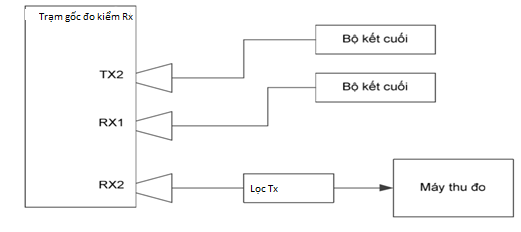 Trạm gốc đo kiểm Rx
Bộ kết cuối
TX2
Bộ kết cuối
RX1
RX2
Lọc Tx
Máy thu đo